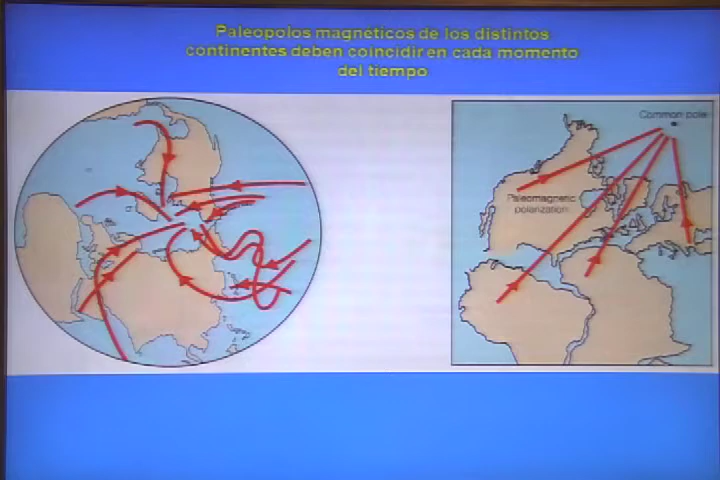 Paleopolos magnéticos de los distintos
continentes deben coincidir en cada momento
del tiempo
Common pole
Paleomagnetic
polarization